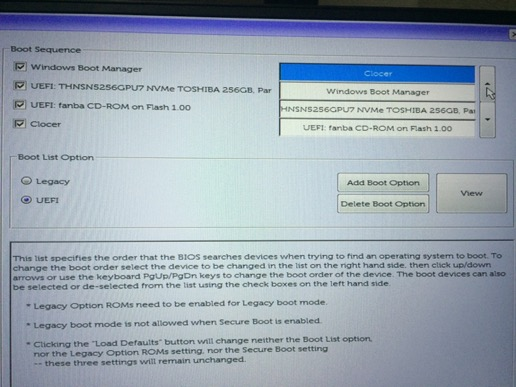 Boot Sequence
Windows Boot Manager
UEFI: THNSN5256GPU7 NVMe TOSHIBA 256GB, Par
UEFI: fanba CD-ROM on Flash 1.00
Clocer
Clocer
Windows Boot Manager
HNSN5256GPU7 NVMe TOSHIBA 256GB, Par
UEFI: fanba CD-ROM on Flash 1.00
Boot List Option
Legacy
UEFI
Add Boot Option
Delete Boot Option
View
This list specifies the order that the BIOS searches devices when trying to find an operating system to boot. To
change the boot order select the device to be changed in the list on the right hand side, then click up/down
arrows or use the keyboard PgUp/PgDn keys to change the boot order of the device. The boot devices can also
be selected or de-selected from the list using the check boxes on the left hand side.
* Legacy Option ROMs need to be enabled for Legacy boot mode.
* Legacy boot mode is not allowed when Secure Boot is enabled.
* Clicking the "Load Defaults" button will change neither the Boot List option,
nor the Legacy Option ROMs setting, nor the Secure Boot setting
-- these three settings will remain unchanged.